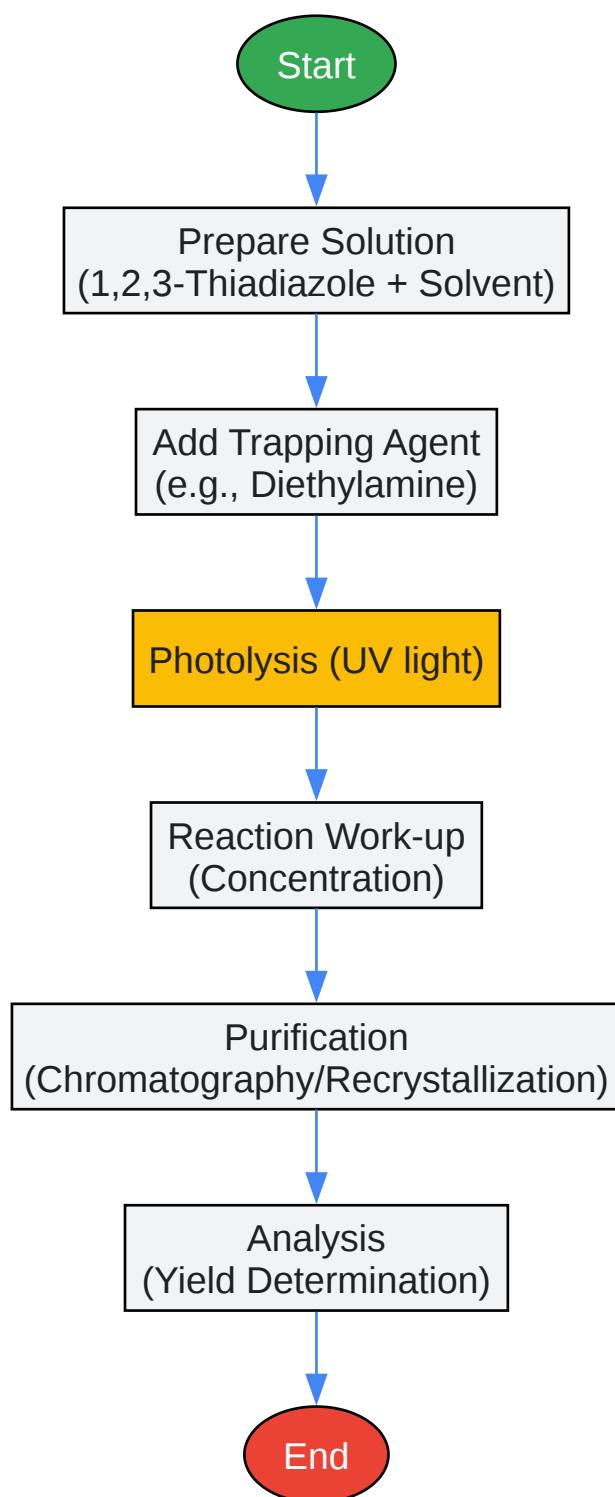 Start
Prepare Solution
(1,2,3-Thiadiazole + Solvent)
Add Trapping Agent
(e.g., Diethylamine)
Photolysis (UV light)
Reaction Work-up
(Concentration)
Purification
(Chromatography/Recrystallization)
Analysis
(Yield Determination)
End